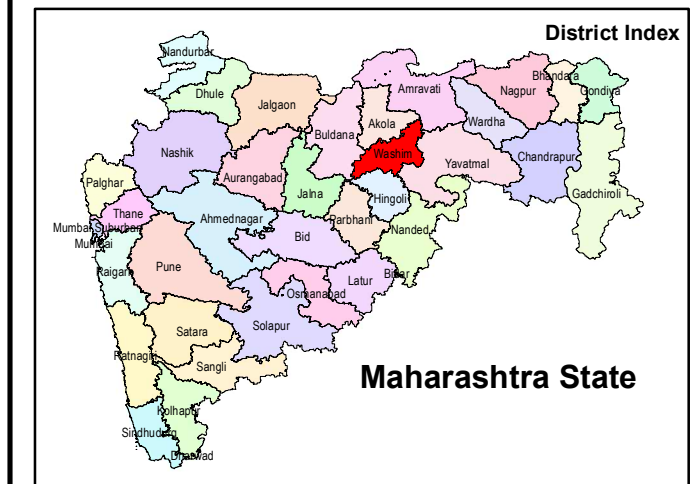 District Index
Nandurbar
Dhule
Jalgaon
Buldana
Akola
Amravati
Wardha
Nagpur
Bhandara
Gondiya
Nashik
Aurangabad
Jalna
Washim
Yavatmal
Chandrapur
Gadchiroli
Palghar
Thane
Mumbai Suburban
Mumbai
Ahmednagar
Bid
Parbhani
Hingoli
Nanded
Raigarh
Pune
Osmanabad
Latur
Bidar
Satara
Solapur
Ratnagiri
Sangli
Maharashtra State
Kolhapur
Sindhudurg
Dharwad